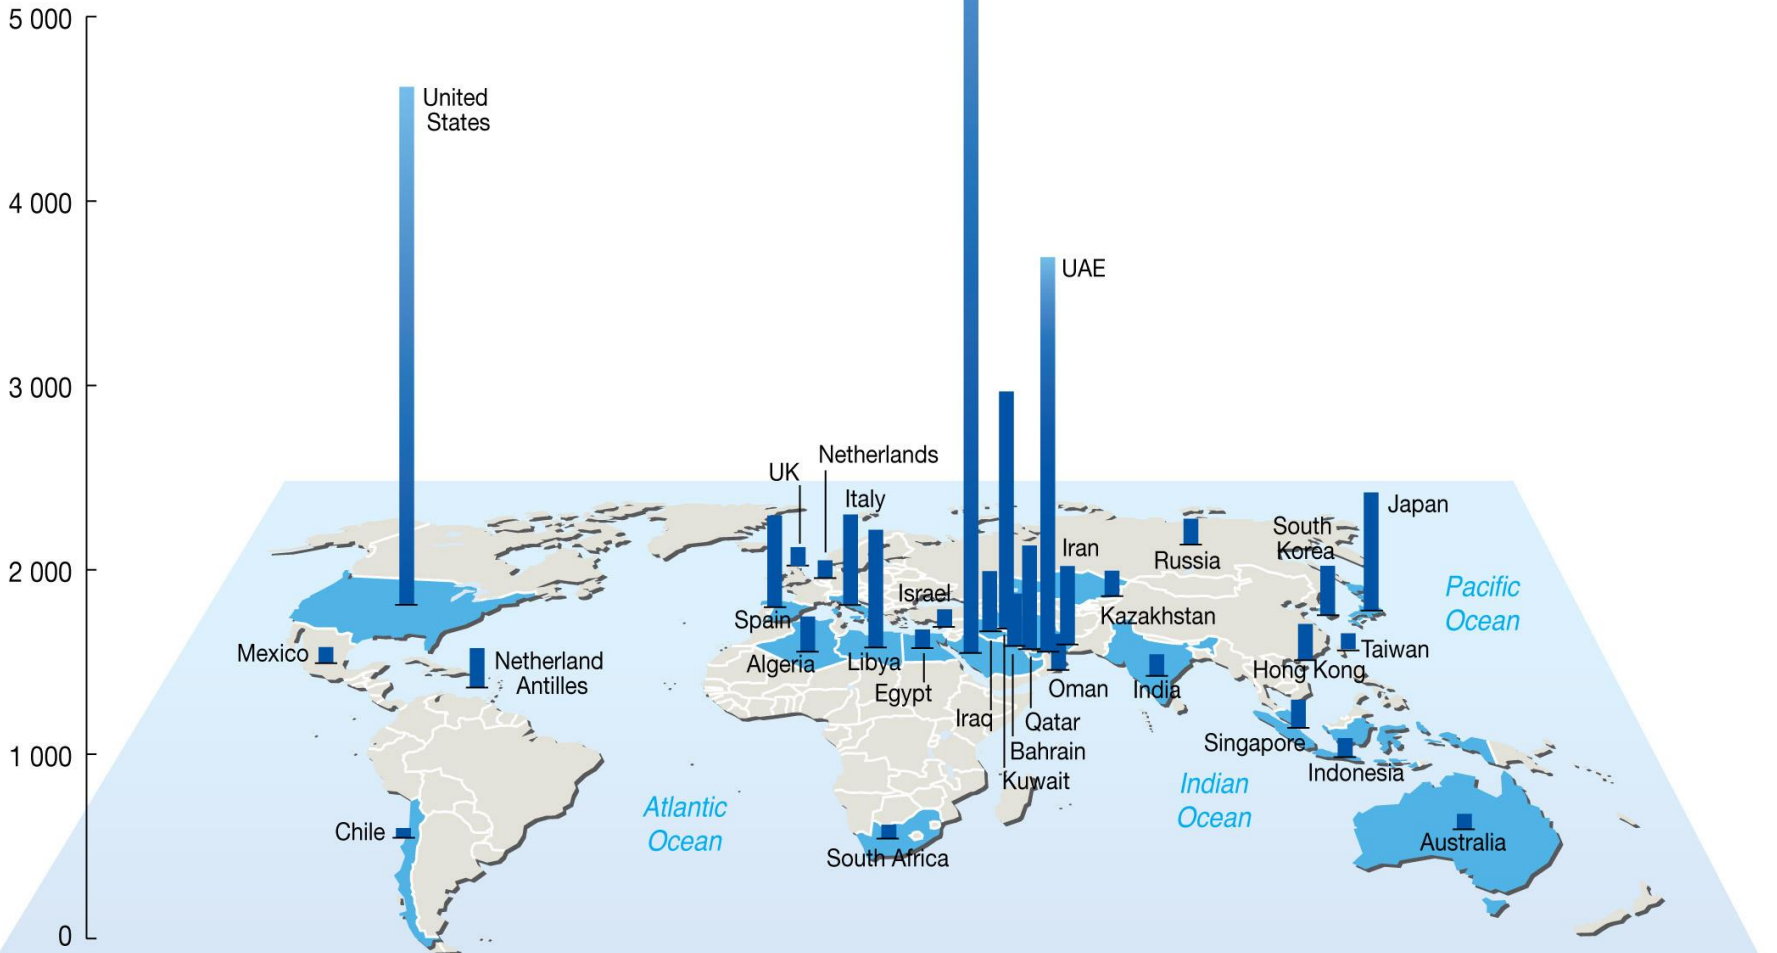 5 000
United
States
4 000
UAE
3 000
Netherlands
UK
Italy
Japan
South
Korea
Iran
Russia
2 000
Israel
Pacific
Ocean
Spain
Kazakhstan
Mexico
Algeria
Libya
Taiwan
Netherland
Antilles
Hong Kong
Egypt
Oman
India
Iraq
Qatar
Singapore
Bahrain
1 000
Kuwait
Indonesia
Indian
Ocean
Atlantic
Ocean
Chile
South Africa
Australia
0